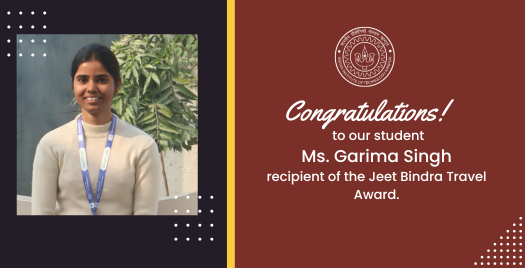 Congratulations!
to our student
Ms. Garima Singh
recipient of the Jeet Bindra Travel
Award.